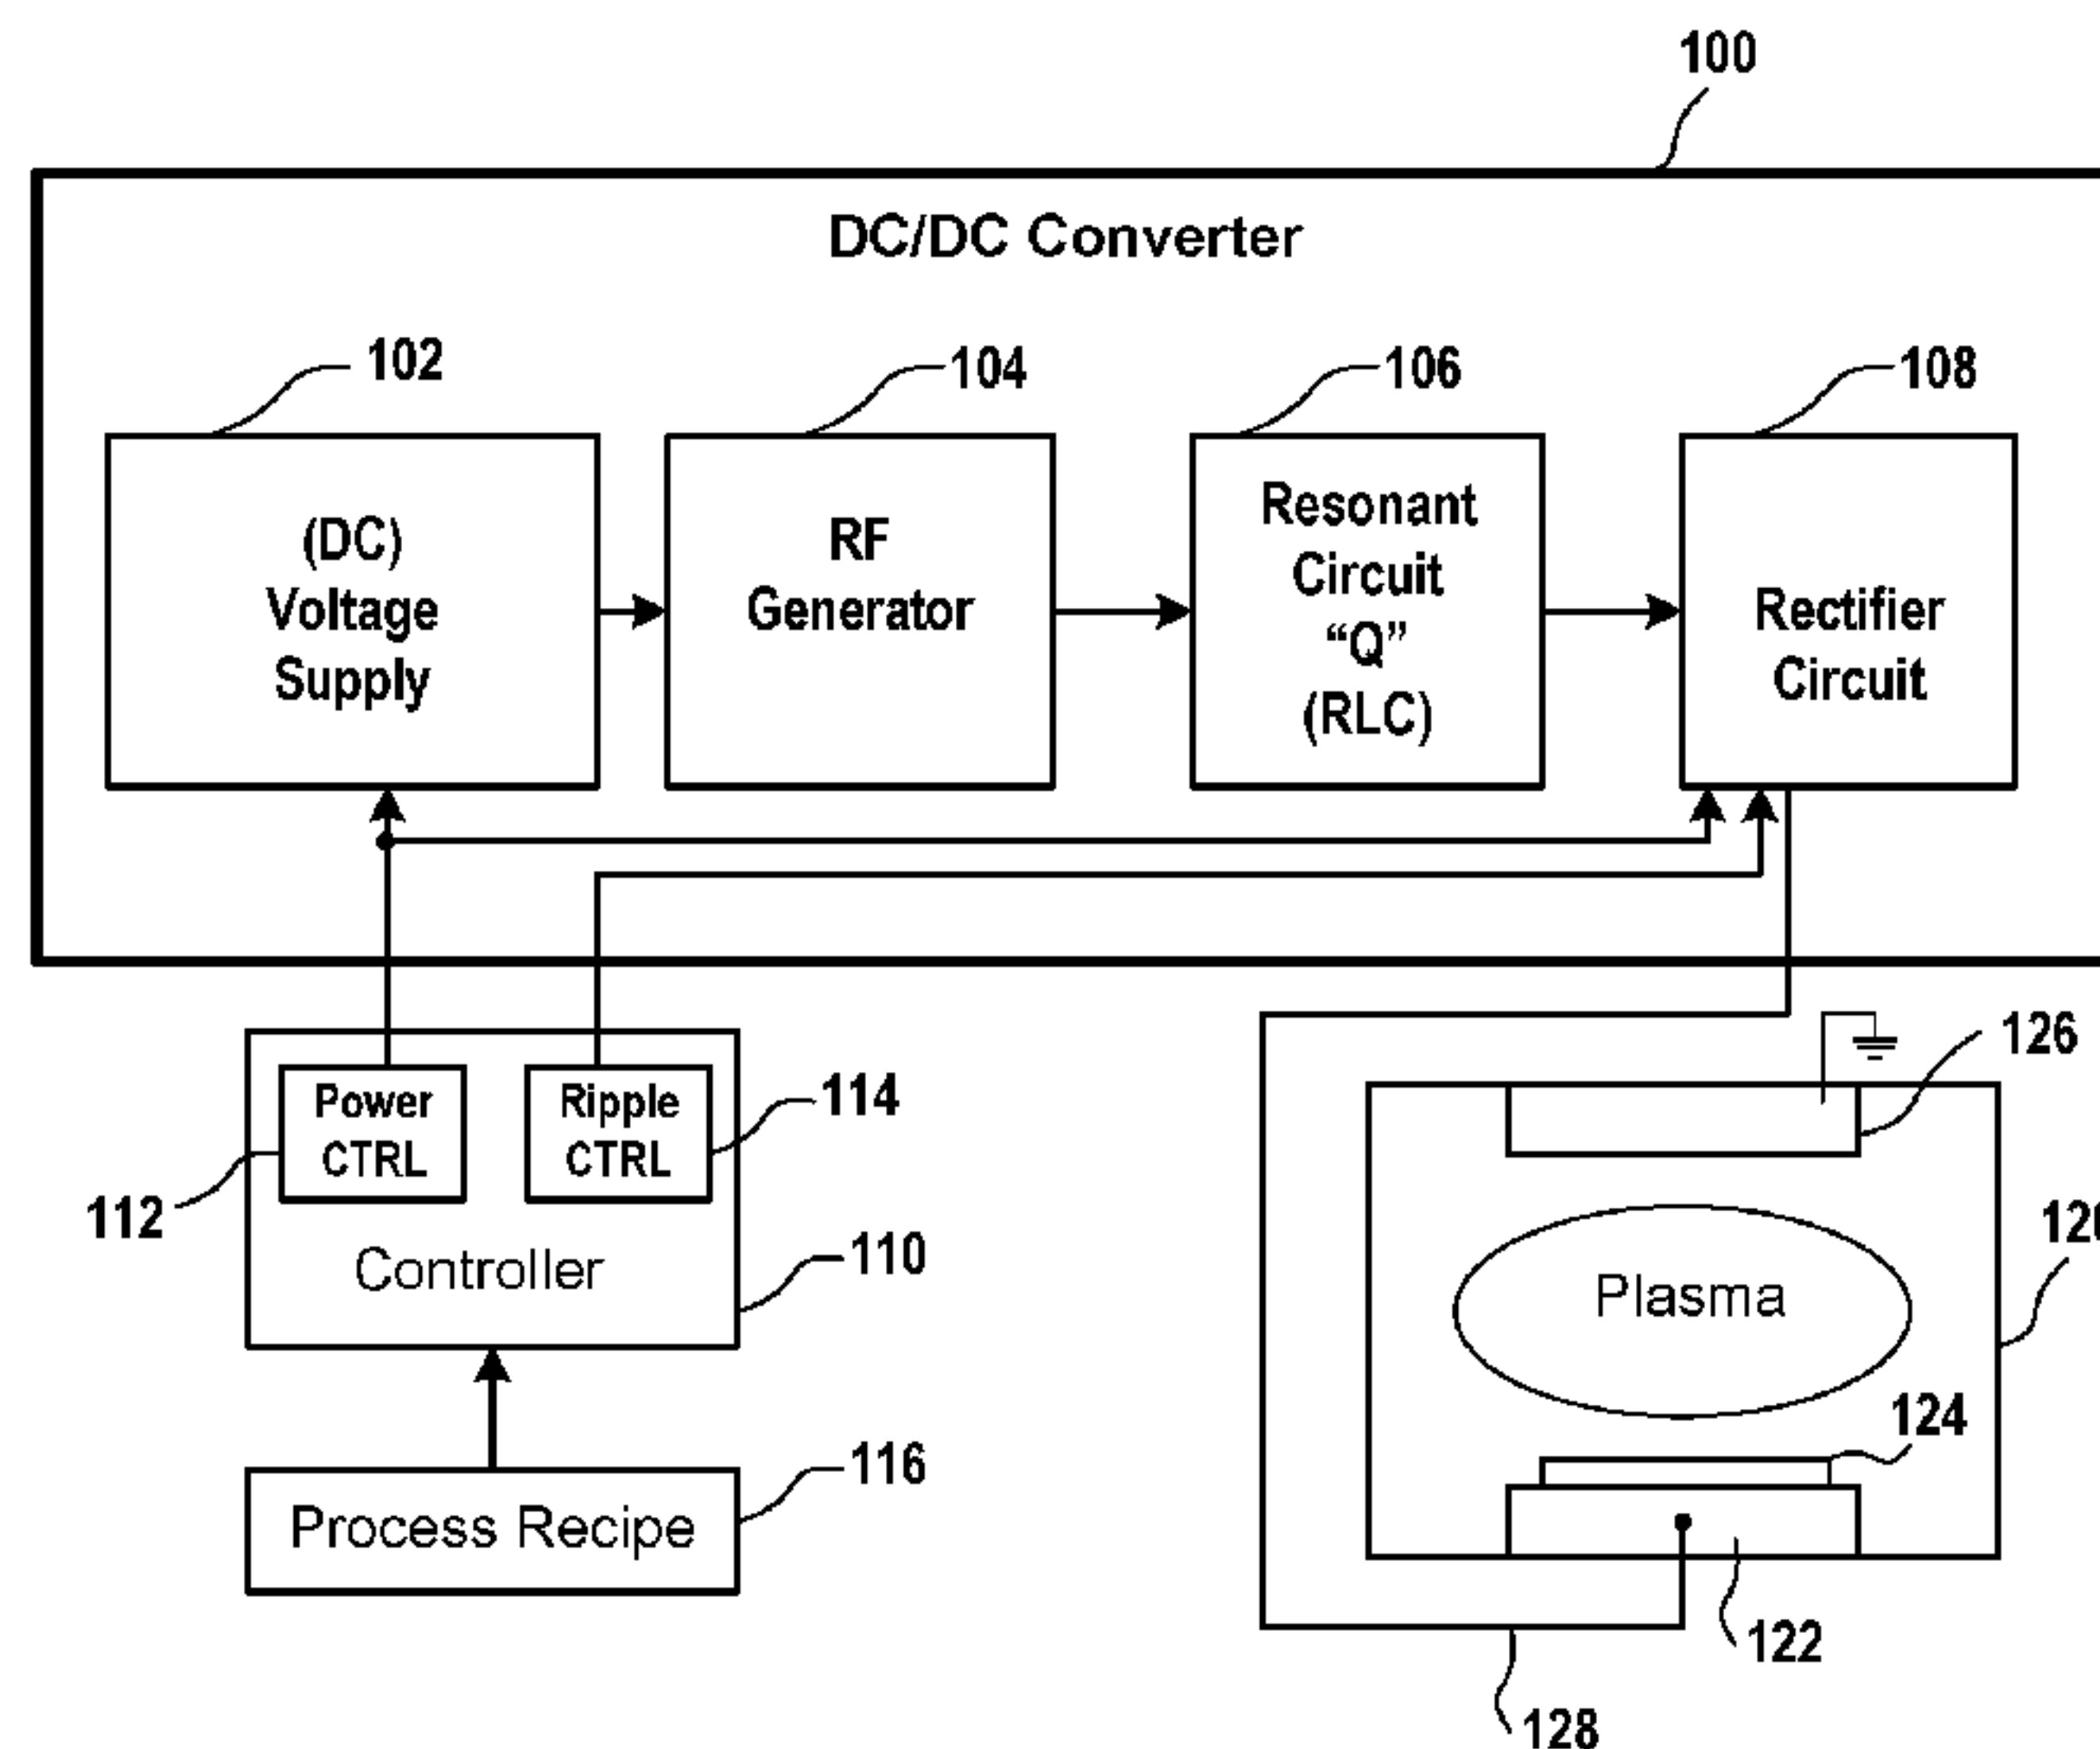 100
DC/DC Converter
102
104
106
108
(DC)
Voltage
Supply
RF
Generator
Resonant
Circuit
“Q”
(RLC)
Rectifier
Circuit
Power
CTRL
Ripple
CTRL
114
112
Controller
110
Process Recipe
116
126
Plasma
124
122
128